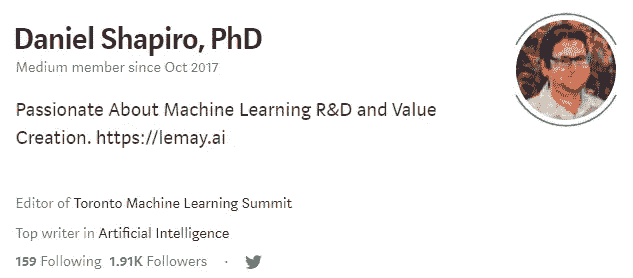 Daniel Shapiro, PhD
Medium member since Oct 2017
Passionate About Machine Learning R&D and Value
Creation. https://lemay.ai
Editor of Toronto Machine Learning Summit
Top writer in Artificial Intelligence
159 Following 1.91K Followers ·